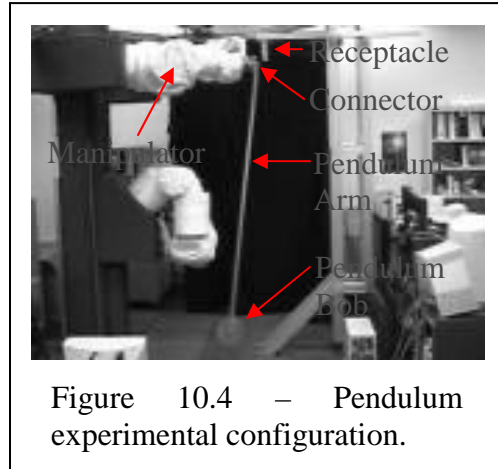 Receptacle
Connector
Manipulator
Pendulum
Arm
Pendulum
Bob
Figure 10.4 – Pendulum
experimental configuration.